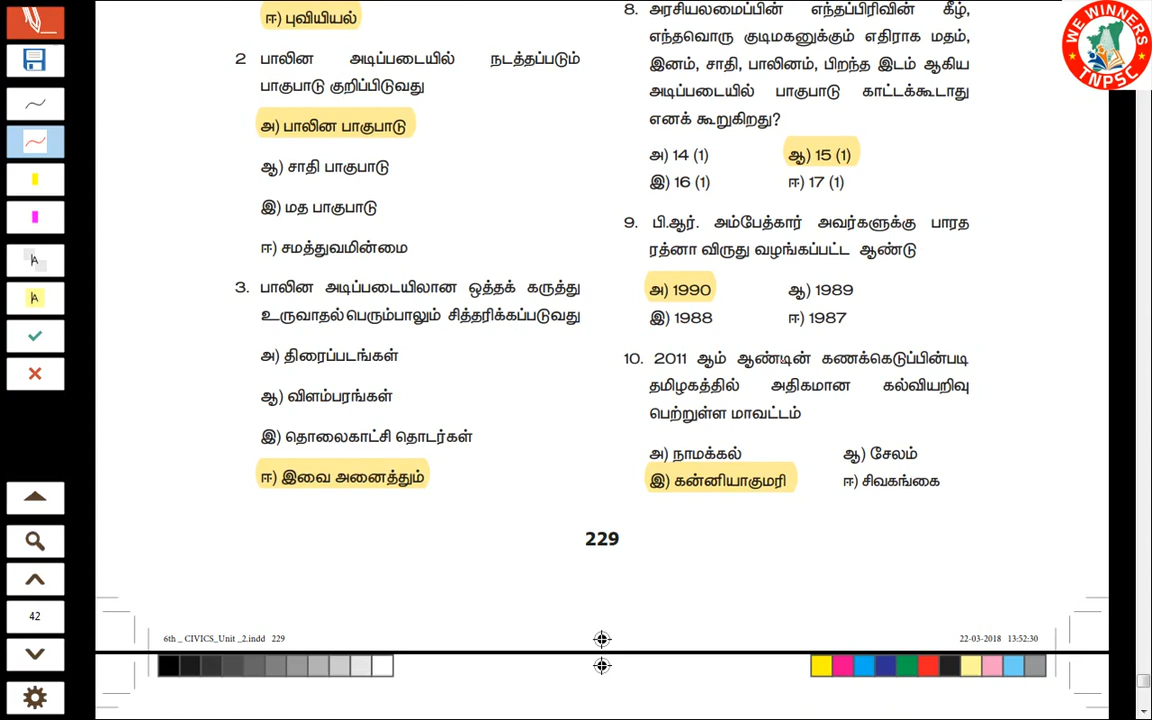 ஈ) புவியியல்
2 பாலின அடிப்படையில் நடத்தப்படும்
பாகுபாடு குறிப்பிடுவது
அ) பாலின பாகுபாடு
ஆ) சாதி பாகுபாடு
இ) மத பாகுபாடு
ஈ) சமத்துவமின்மை
3. பாலின அடிப்படையிலான ஒத்தக் கருத்து
உருவாதல் பெரும்பாலும் சித்தரிக்கப்படுவது
அ) திரைப்படங்கள்
ஆ) விளம்பரங்கள்
இ) தொலைகாட்சி தொடர்கள்
ஈ) இவை அனைத்தும்
8. அரசியலமைப்பின் எந்தப்பிரிவின் கீழ்,
எந்தவொரு குடிமகனுக்கும் எதிராக மதம்,
இனம், சாதி, பாலினம், பிறந்த இடம் ஆகிய
அடிப்படையில் பாகுபாடு காட்டக்கூடாது
எனக் கூறுகிறது?
அ) 14 (1) ஆ) 15 (1)
இ) 16 (1) ஈ) 17 (1)
9. பி.ஆர். அம்பேத்கார் அவர்களுக்கு பாரத
ரத்னா விருது வழங்கப்பட்ட ஆண்டு
அ) 1990 ஆ) 1989
இ) 1988 ஈ) 1987
10. 2011 ஆம் ஆண்டின் கணக்கெடுப்பின்படி
தமிழகத்தில் அதிகமான கல்வியறிவு
பெற்றுள்ள மாவட்டம்
அ) நாமக்கல் ஆ) சேலம்
இ) கன்னியாகுமரி ஈ) சிவகங்கை
229
6th _ CIVICS_Unit _2.indd 229 22-03-2018 13:52:30
42
WE WINNERS
TNPSC